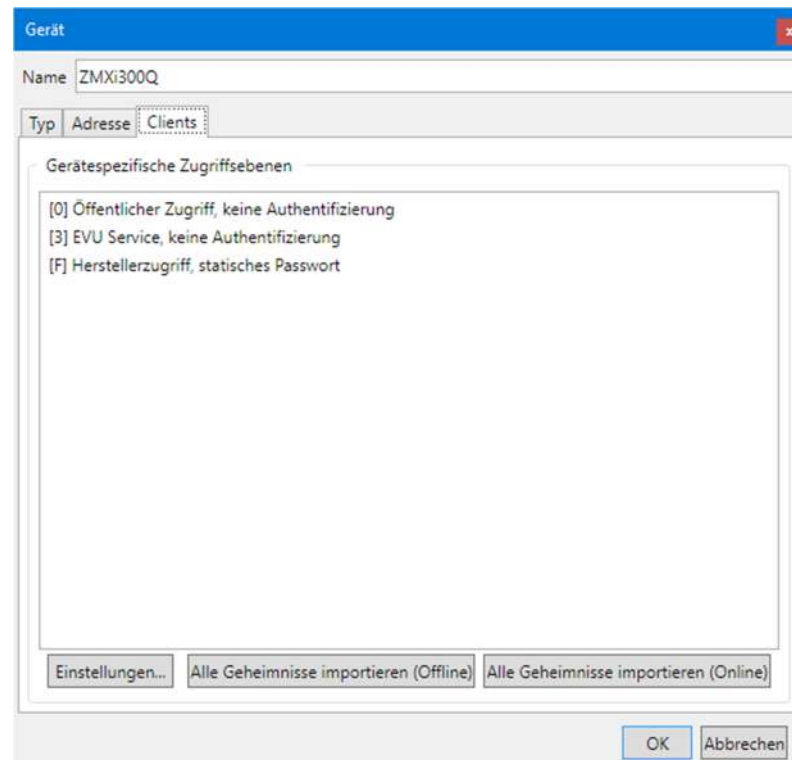 Gerät
x
Name ZMXi300Q
Typ Adresse Clients
Gerätespezifische Zugriffsebenen
[0] Öffentlicher Zugriff, keine Authentifizierung
[3] EVU Service, keine Authentifizierung
[F] Herstellerzugriff, statisches Passwort
Einstellungen... Alle Geheimnisse importieren (Offline) Alle Geheimnisse importieren (Online)
OK Abbrechen